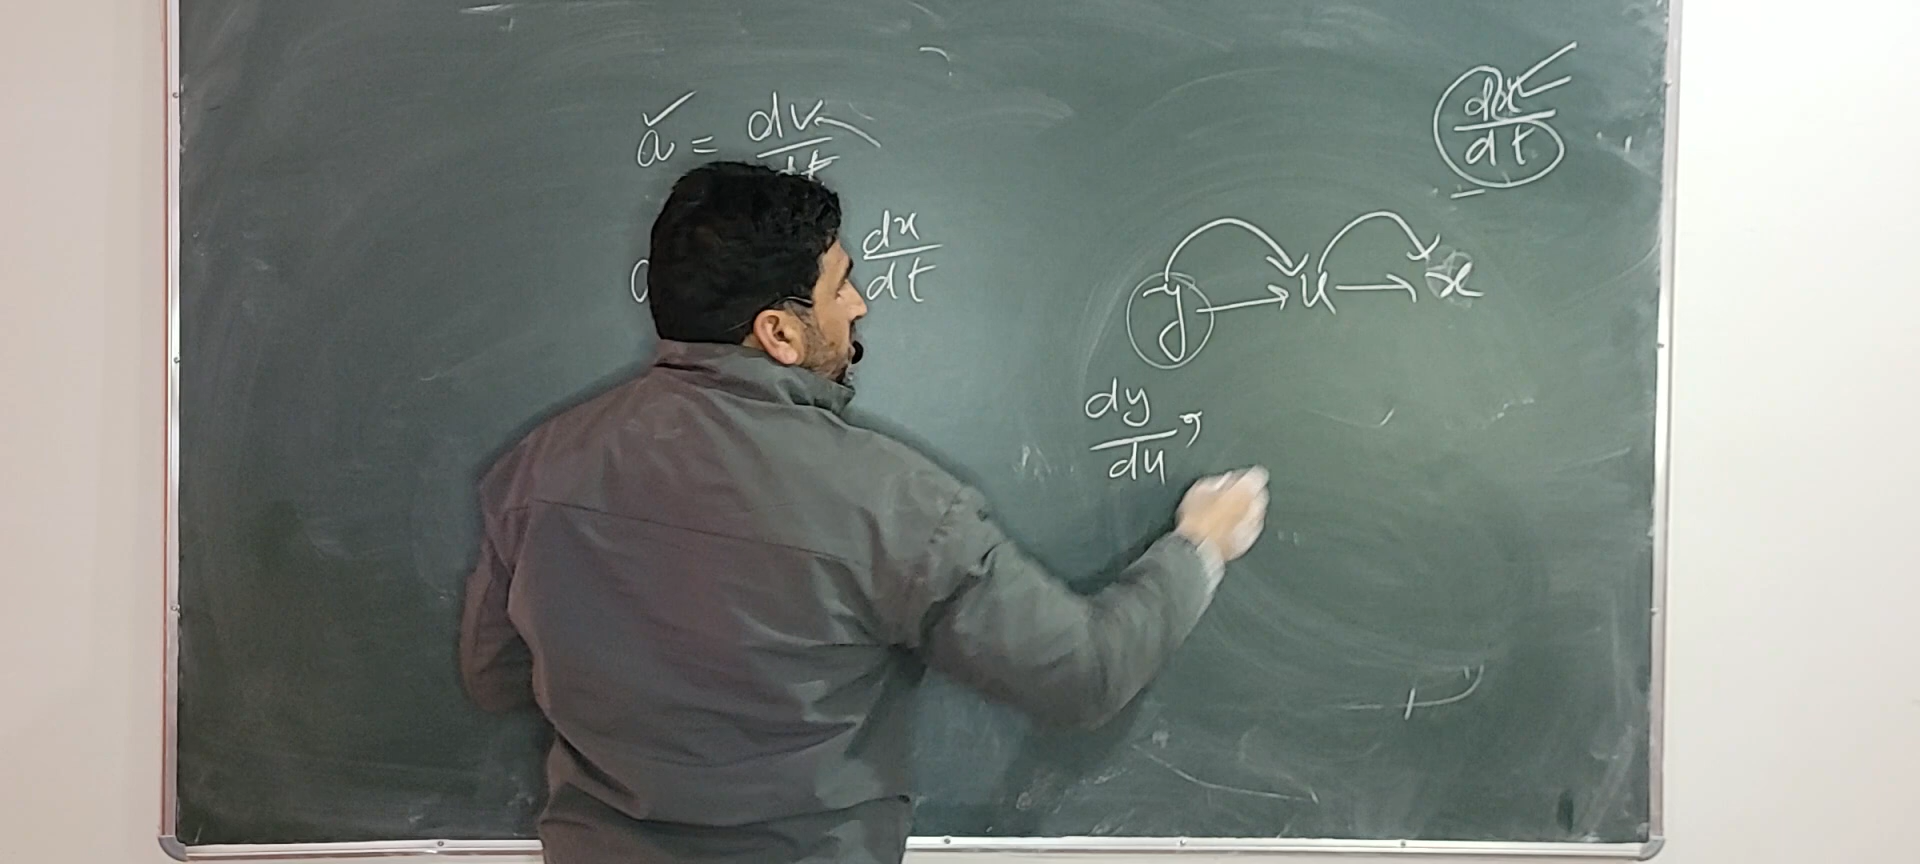 a = dv/dt
dx/dt
dx/dt
y → u → x
dy/du,